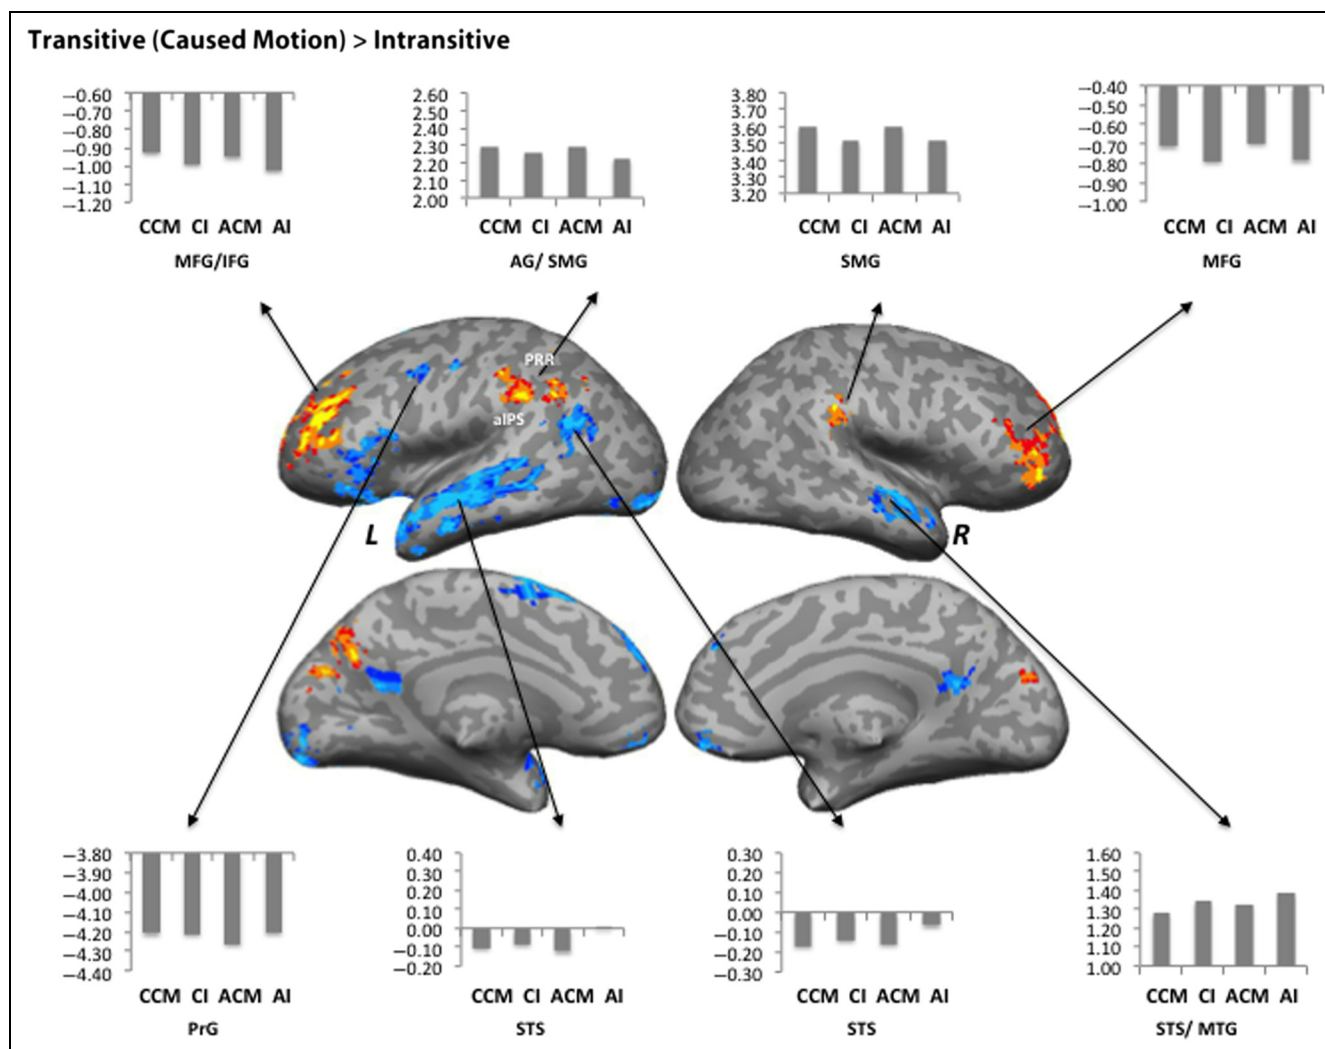 Transitive (Caused Motion) > Intransitive
−0.60
−0.70
−0.80
−0.90
−1.00
−1.10
−1.20
CCM CI ACM AI
MFG/IFG
2.60
2.50
2.40
2.30
2.20
2.10
2.00
CCM CI ACM AI
AG/ SMG
3.80
3.70
3.60
3.50
3.40
3.30
3.20
CCM CI ACM AI
SMG
−0.40
−0.50
−0.60
−0.70
−0.80
−0.90
−1.00
CCM CI ACM AI
MFG
PRR
aIPS
L
R
−3.80
−3.90
−4.00
−4.10
−4.20
−4.30
−4.40
CCM CI ACM AI
PrG
0.40
0.30
0.20
0.10
0.00
−0.10
−0.20
CCM CI ACM AI
STS
0.30
0.20
0.10
0.00
−0.10
−0.20
−0.30
CCM CI ACM AI
STS
1.60
1.50
1.40
1.30
1.20
1.10
1.00
CCM CI ACM AI
STS/ MTG